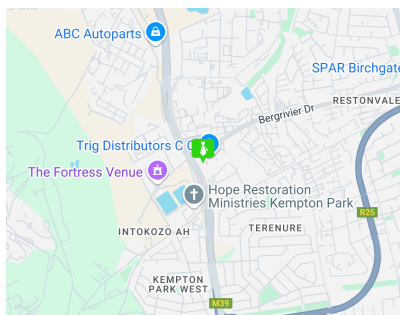 ABC Autoparts
SPAR Birchgate
RESTONVALE
Bergrivier Dr
Trig Distributors C C
The Fortress Venue
Hope Restoration
Ministries Kempton Park
R25
INTOKOZO AH
TERENURE
KEMPTON
PARK WEST
M39